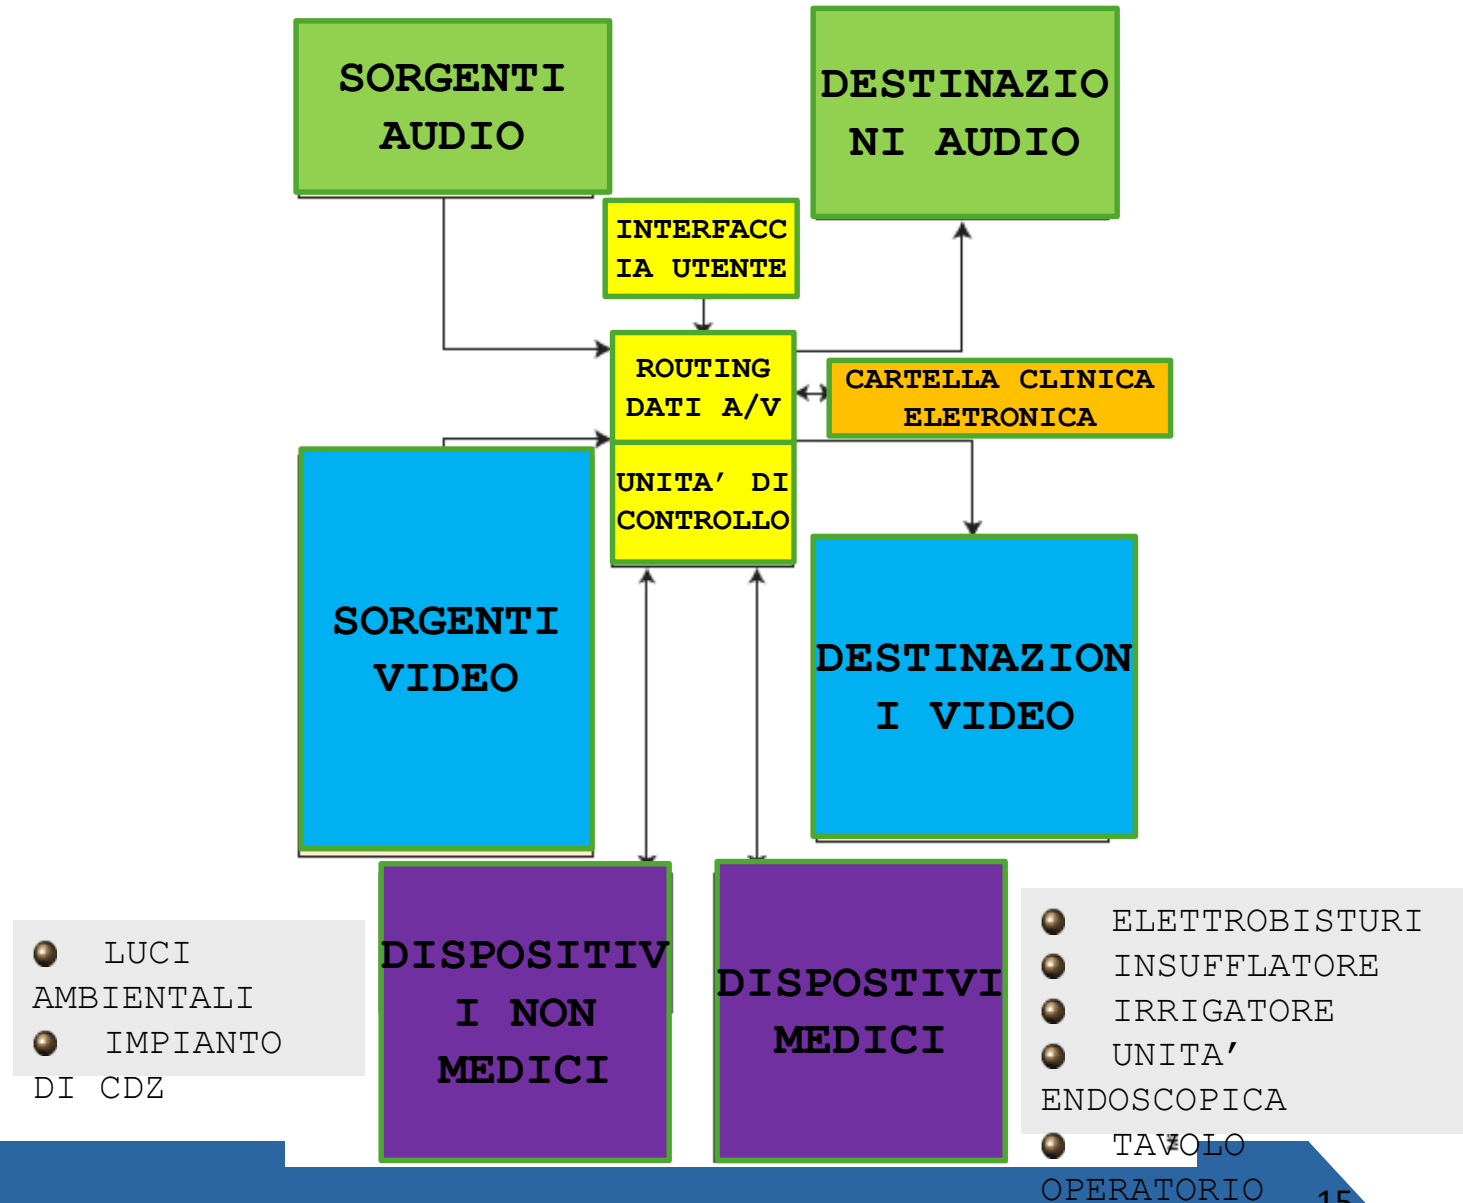 SORGENTI
AUDIO
DESTINAZIO
NI AUDIO
INTERFACC
IA UTENTE
ROUTING
DATI A/V
CARTELLA CLINICA
ELETRONICA
UNITA’ DI
CONTROLLO
SORGENTI
VIDEO
DESTINAZION
I VIDEO
DISPOSITIV
I NON
MEDICI
DISPOSTIVI
MEDICI
LUCI
AMBIENTALI
IMPIANTO
DI CDZ
ELETTROBISTURI
INSUFFLATORE
IRRIGATORE
UNITA’
ENDOSCOPICA
TAVOLO
OPERATORIO
15